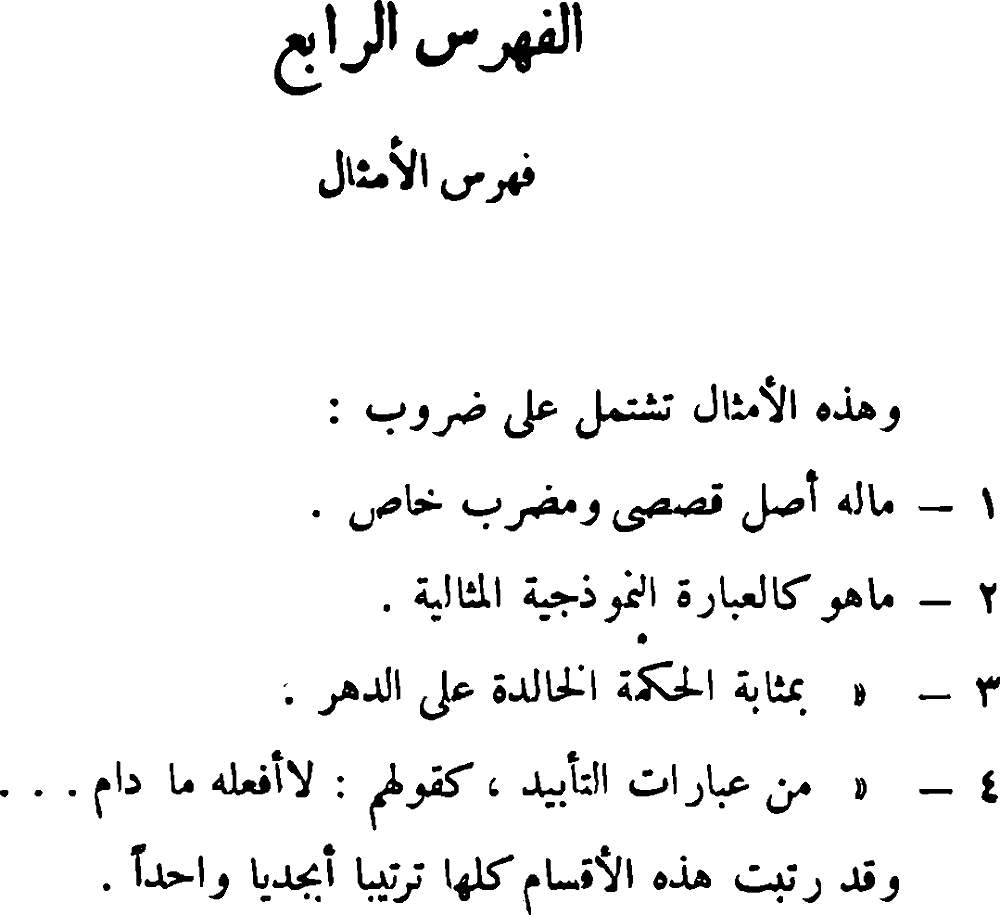 الفهرس الرابع
فهرس الأمثال
وهذه الأمثال تشتمل على ضروب :
١ — ماله أصل قصصى ومضرب خاص .
٢ — ماهو كالعبارة النموذجية المثالية .
٣ — » بمثابة الحكمة الخالدة على الدهر .
٤ — » من عبارات التأبيد ، كقولهم : لاأفعله ما دام . . . .
وقد رتبت هذه الأقسام كلها ترتيبا أبجديا واحداً .